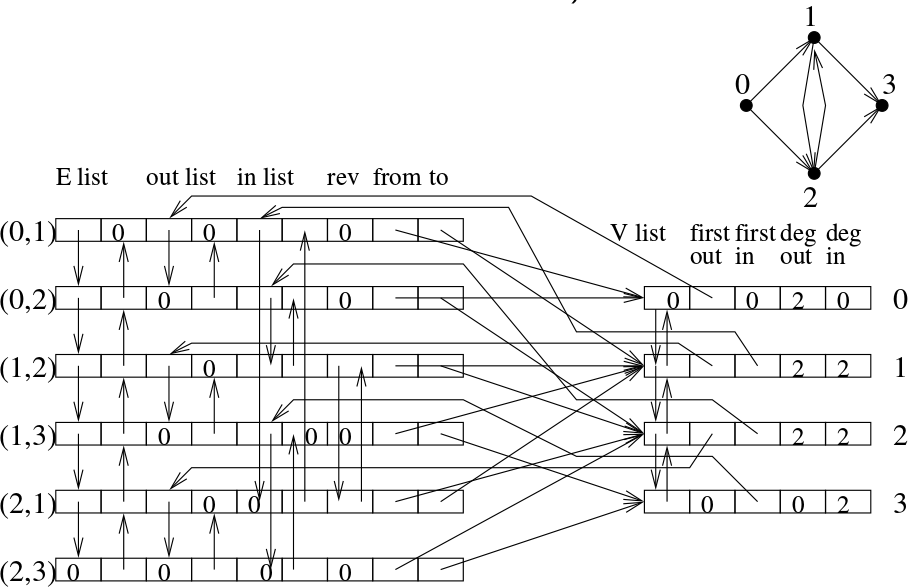 1
0
3
2
E list out list in list rev from to
V list first first deg deg
out in out in
(0,1) 0 0 0
(0,2) 0 0 0 0 2 0 0
(1,2) 0 2 2 1
(1,3) 0 0 0 2 2 2
(2,1) 0 0 0 0 2 3
(2,3) 0 0 0 0